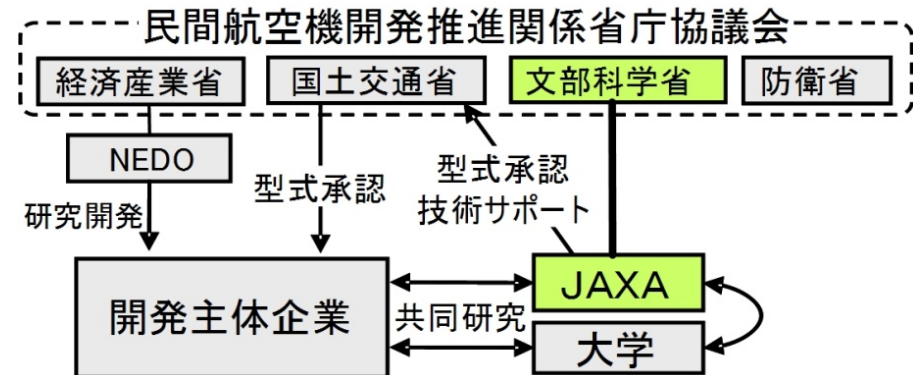 民間航空機開発推進関係省庁協議会
経済産業省
国土交通省
文部科学省
防衛省
NEDO
研究開発
型式承認
型式承認
技術サポート
開発主体企業
共同研究
JAXA
大学